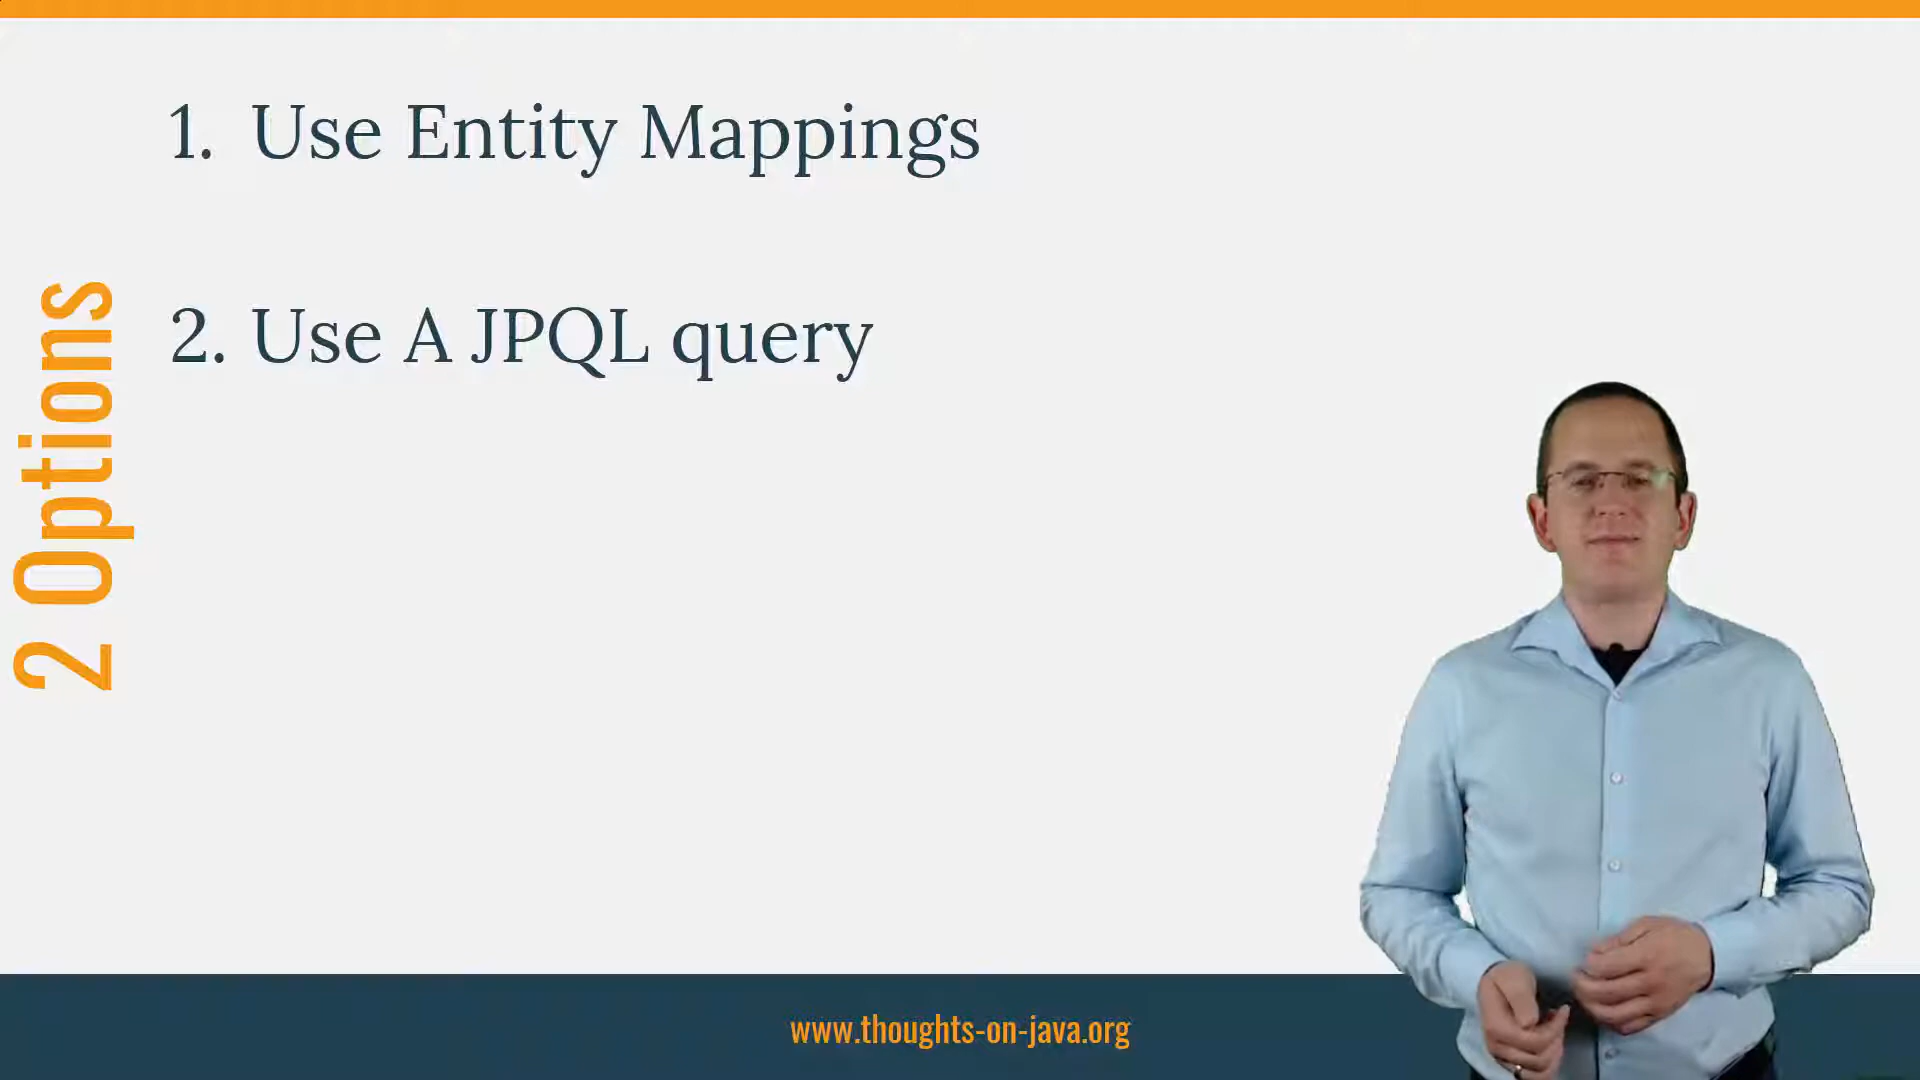 2 Options
1. Use Entity Mappings
2. Use A JPQL query
www.thoughts-on-java.org